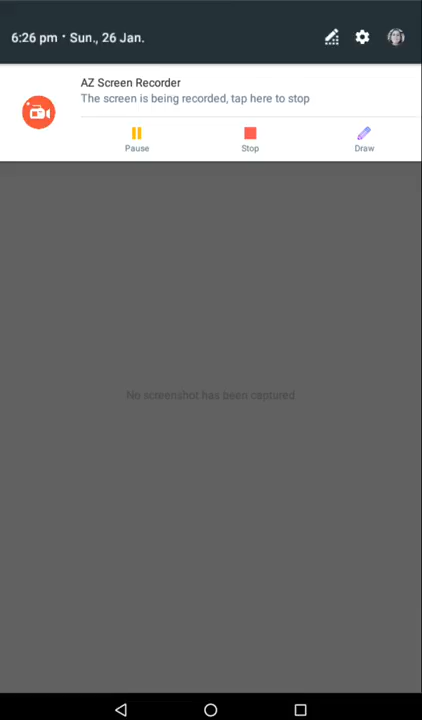 6:26 pm • Sun., 26 Jan.
AZ Screen Recorder
The screen is being recorded, tap here to stop
Pause
Stop
Draw
No screenshot has been captured